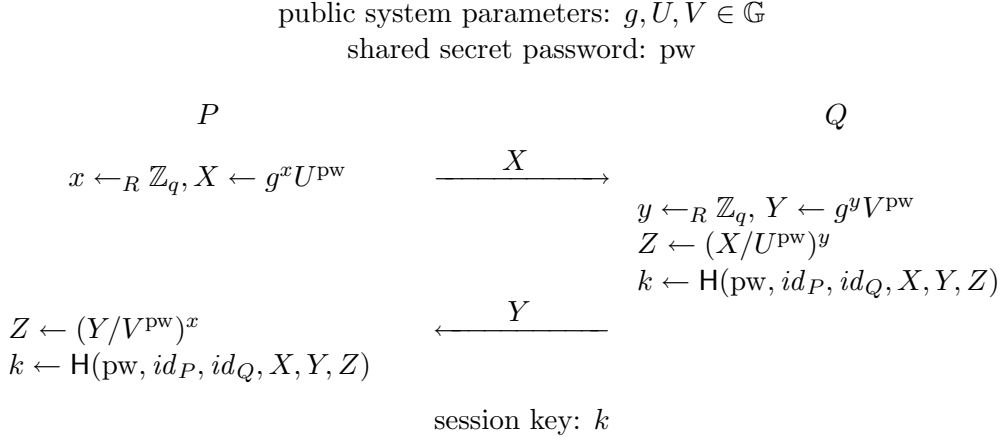 public system parameters: g, U, V ∈ 𝔾
shared secret password: pw
P Q
x ←_R ℤ_q, X ← g^x U^pw
X
y ←_R ℤ_q, Y ← g^y V^pw
Z ← (X/U^pw)^y
k ← H(pw, id_P, id_Q, X, Y, Z)
Y
Z ← (Y/V^pw)^x
k ← H(pw, id_P, id_Q, X, Y, Z)
session key: k